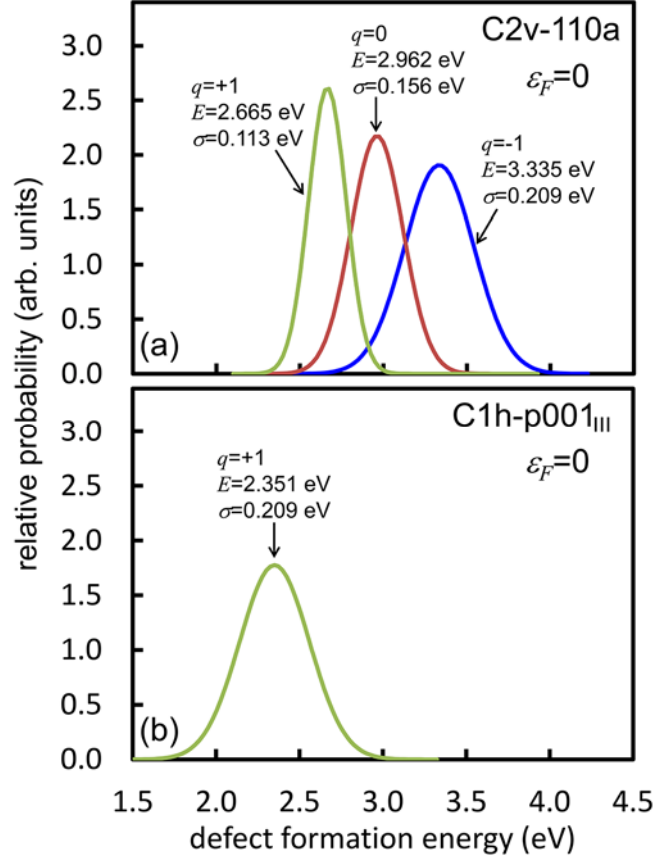 C2v-110a
εF=0
q=+1
E=2.665 eV
σ=0.113 eV
q=0
E=2.962 eV
σ=0.156 eV
q=-1
E=3.335 eV
σ=0.209 eV
3.0
2.5
2.0
1.5
1.0
0.5
0.0
(a)
relative probability (arb. units)
C1h-p001III
εF=0
q=+1
E=2.351 eV
σ=0.209 eV
3.0
2.5
2.0
1.5
1.0
0.5
0.0
(b)
1.5 2.0 2.5 3.0 3.5 4.0 4.5
defect formation energy (eV)